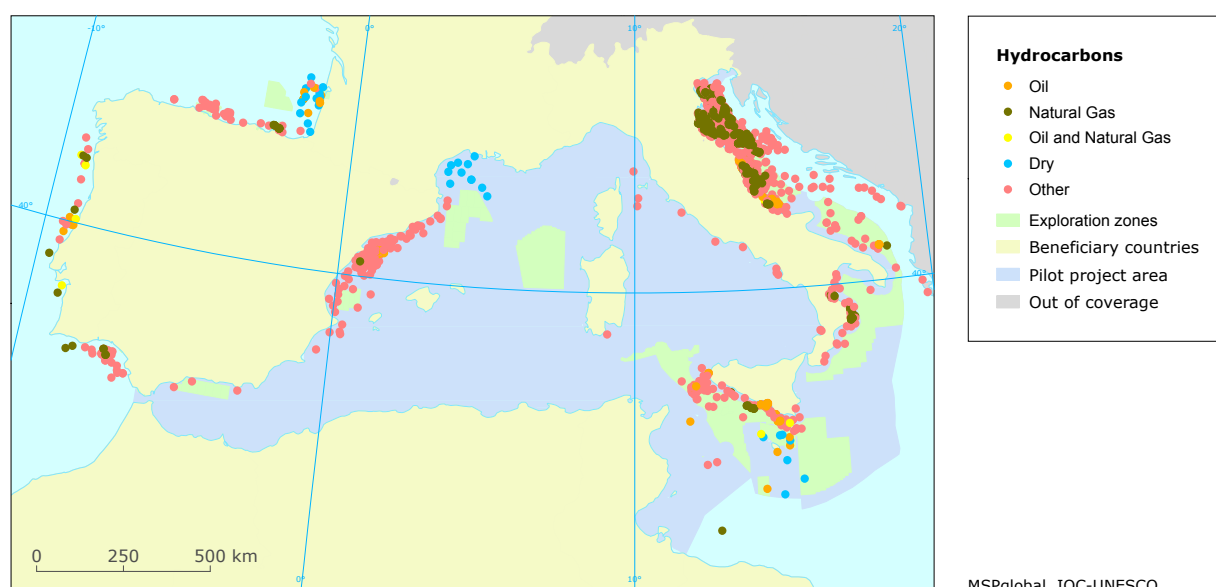 -10°
0°
10°
20°
40°
40°
0
250
500 km
0°
10°
Hydrocarbons
Oil
Natural Gas
Oil and Natural Gas
Dry
Other
Exploration zones
Beneficiary countries
Pilot project area
Out of coverage
MSPglobal, IOC-UNESCO